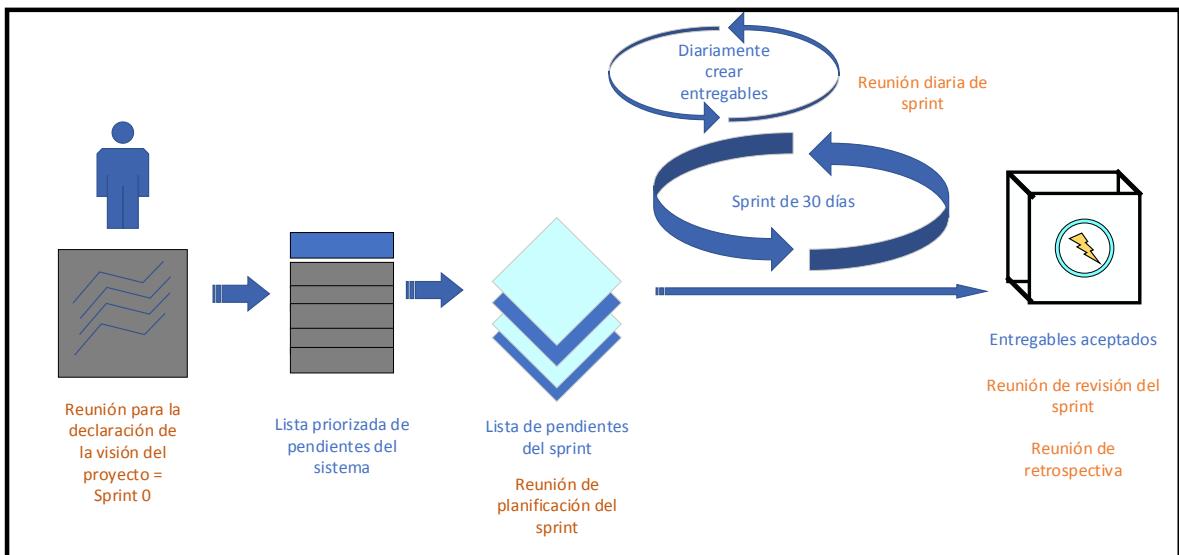 Diariamente
crear
entregables
Reunión diaria de
sprint
Sprint de 30 días
Reunión para la
declaración de
la visión del
proyecto =
Sprint 0
Lista priorizada de
pendientes del
sistema
Lista de pendientes
del sprint
Reunión de
planificación del
sprint
Entregables aceptados
Reunión de revisión del
sprint
Reunión de
retrospectiva